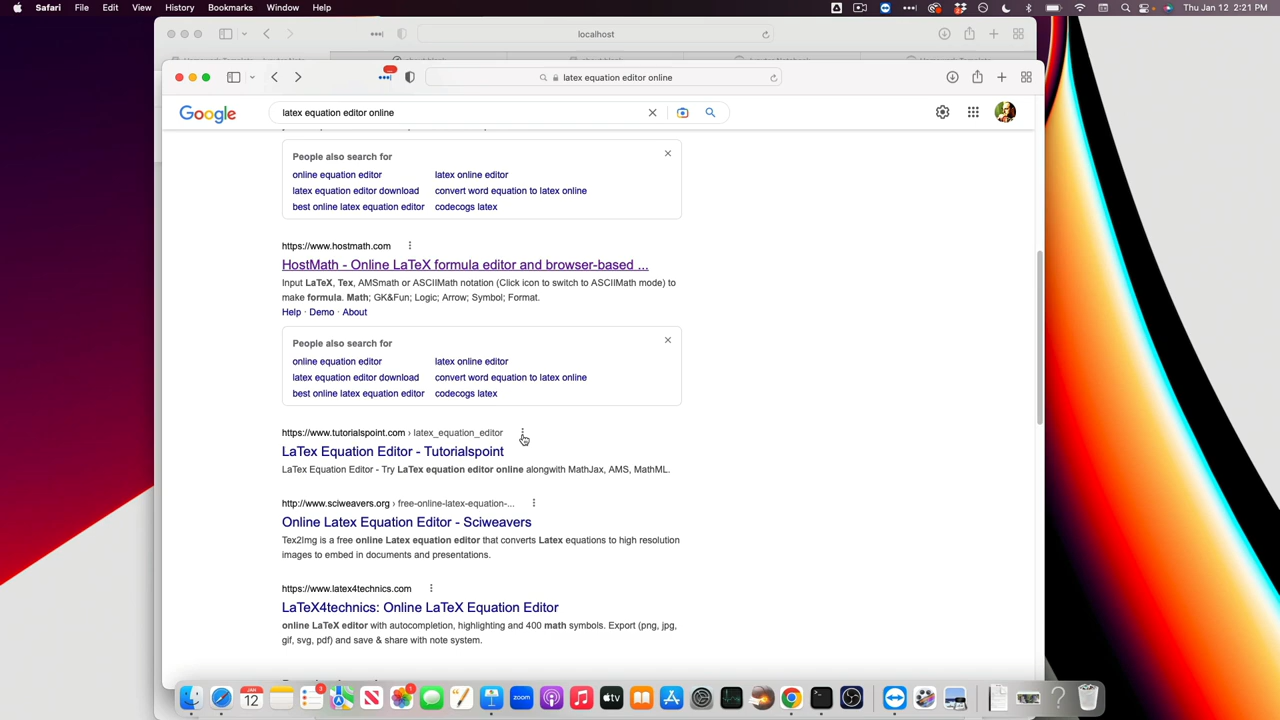 Safari File Edit View History Bookmarks Window Help Thu Jan 12 2:21 PM
localhost
latex equation editor online
Google latex equation editor online
People also search for
online equation editor latex online editor
latex equation editor download convert word equation to latex online
best online latex equation editor codecogs latex
https://www.hostmath.com
HostMath - Online LaTeX formula editor and browser-based ...
Input LaTeX, Tex, AMSmath or ASCIIMath notation (Click icon to switch to ASCIIMath mode) to
make formula. Math; GK&Fun; Logic; Arrow; Symbol; Format.
Help · Demo · About
People also search for
online equation editor latex online editor
latex equation editor download convert word equation to latex online
best online latex equation editor codecogs latex
https://www.tutorialspoint.com › latex_equation_editor
LaTex Equation Editor - Tutorialspoint
LaTex Equation Editor - Try LaTex equation editor online alongwith MathJax, AMS, MathML.
http://www.sciweavers.org › free-online-latex-equation-...
Online Latex Equation Editor - Sciweavers
Tex2Img is a free online Latex equation editor that converts Latex equations to high resolution
images to embed in documents and presentations.
https://www.latex4technics.com
LaTeX4technics: Online LaTeX Equation Editor
online LaTeX editor with autocompletion, highlighting and 400 math symbols. Export (png, jpg,
gif, svg, pdf) and save & share with note system.
JAN
12 3 1 zoom tv